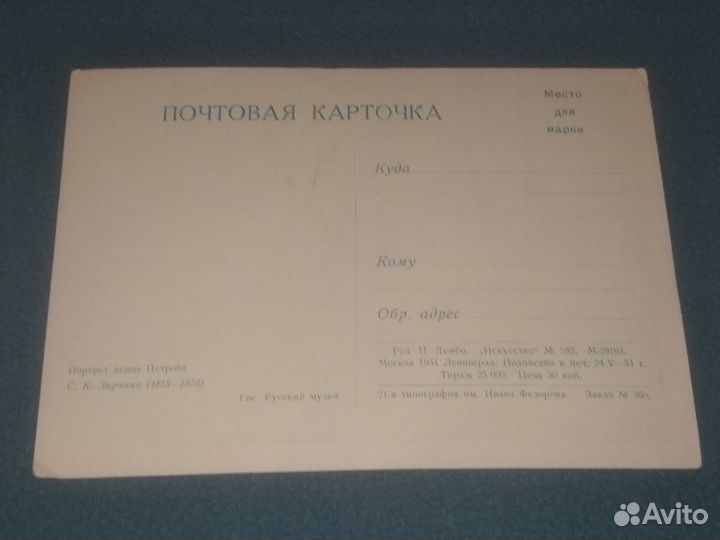 ПОЧТОВАЯ КАРТОЧКА
Место
для
марки
Куда
Кому
Обр. адрес
Портрет певца Петрова
С. К. Зарянко (1818—1870)
Гос. Русский музей
Ред. Н. Дембо. „Искусство“ № 782. М-29193.
Москва 1951 Ленинград. Подписано к печ. 24/V—51 г.
Тираж 25.000. Цена 30 коп.
21-я типография им. Ивана Федорова. Заказ №
Avito